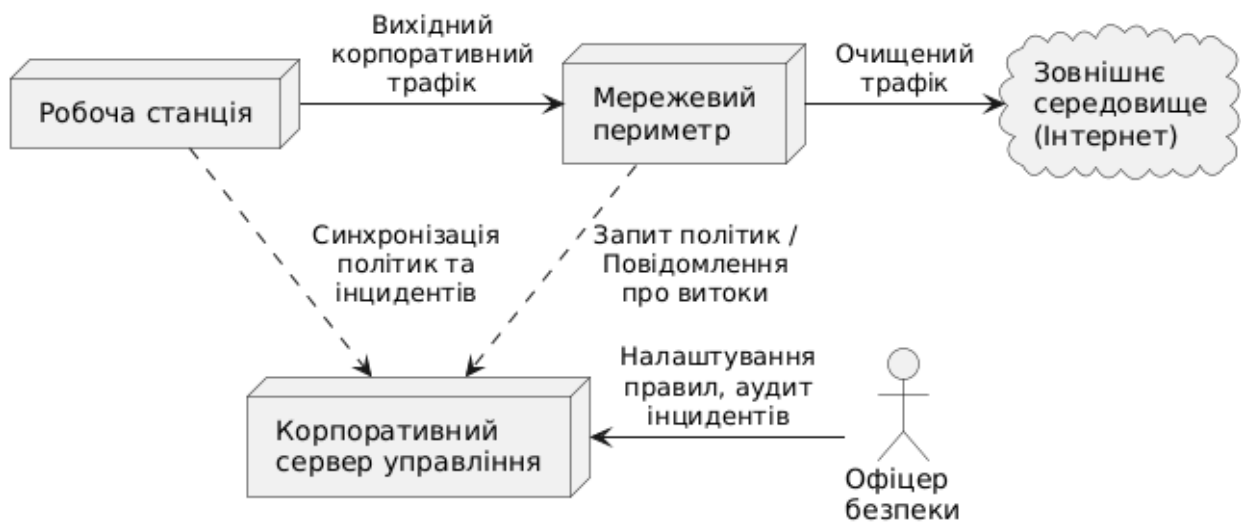 Вихідний
корпоративний
трафік
Робоча станція
Мережевий
периметр
Очищений
трафік
Зовнішнє
середовище
(Інтернет)
Синхронізація
політик та
інцидентів
Запит політик /
Повідомлення
про витоки
Корпоративний
сервер управління
Налаштування
правил, аудит
інцидентів
Офіцер
безпеки